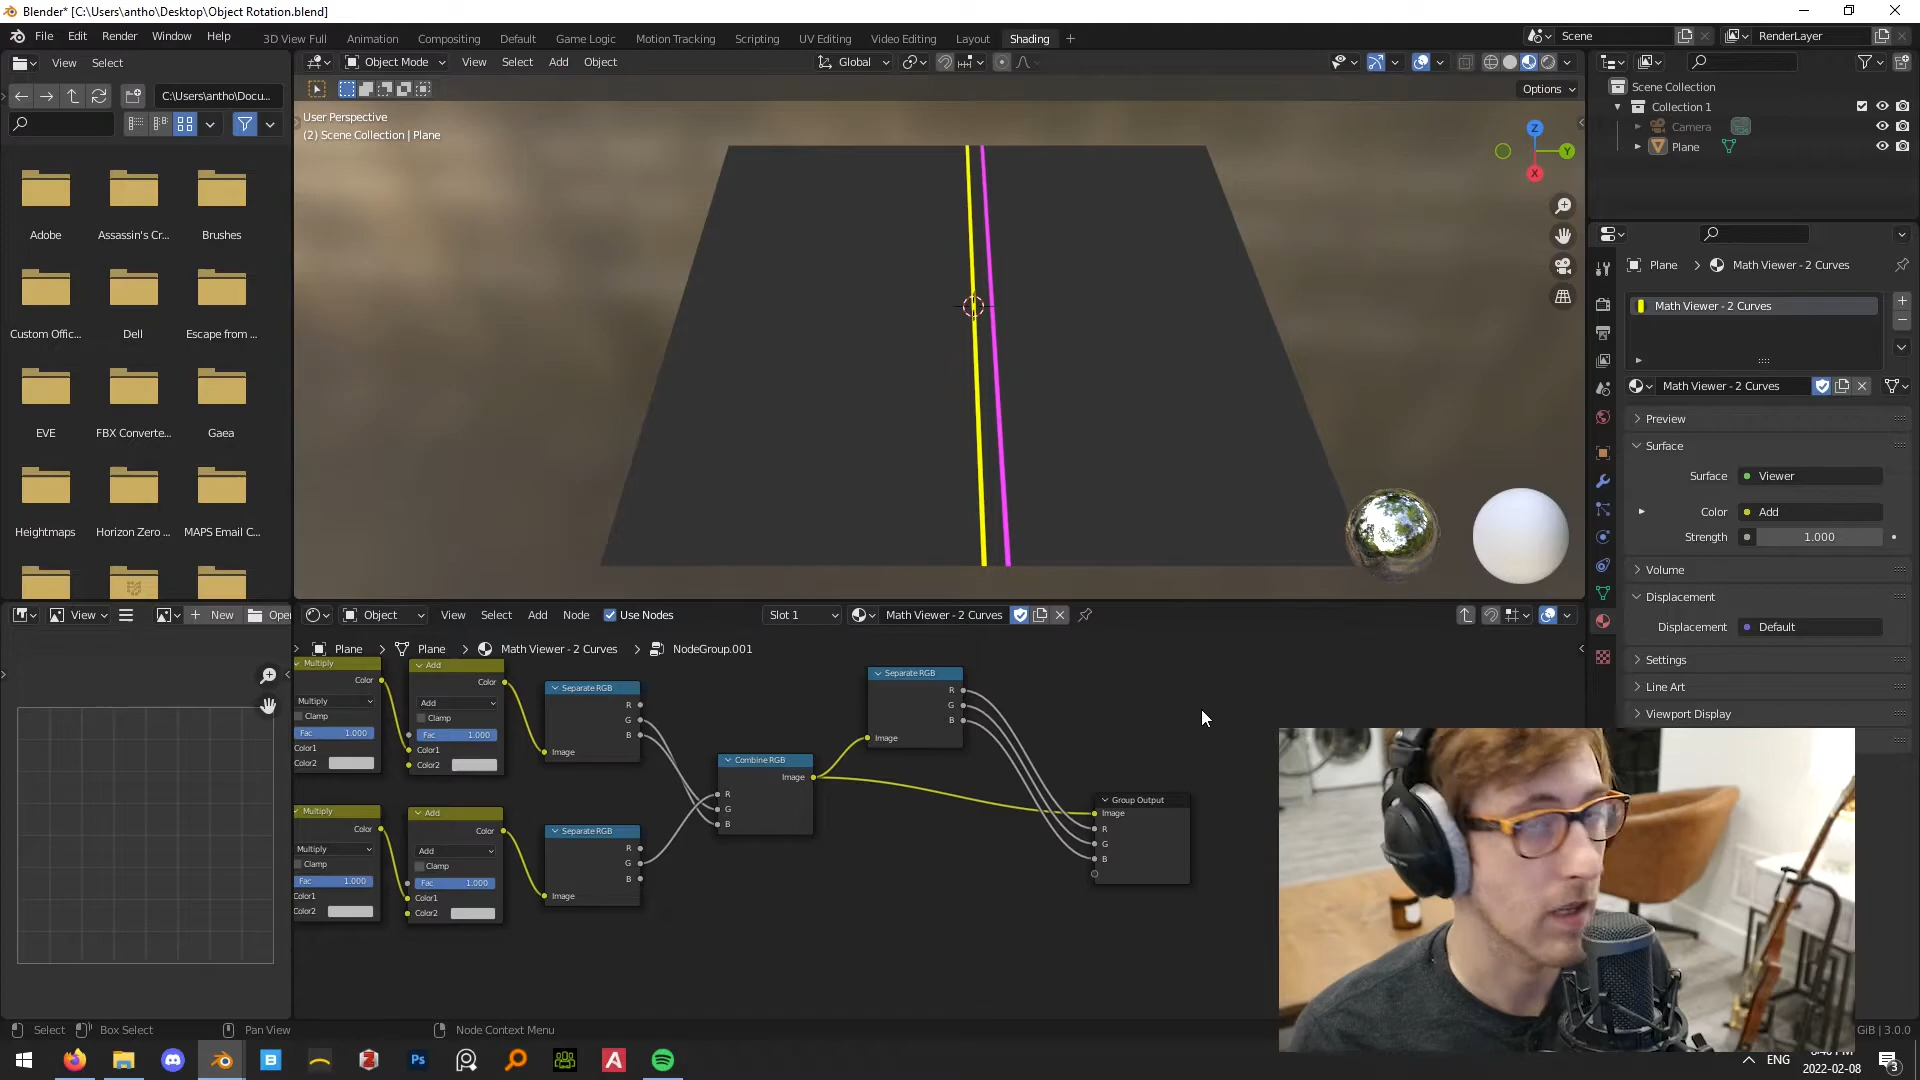 Blender* [C:\Users\antho\Desktop\Object Rotation.blend]
File Edit Render Window Help
3D View Full Animation Compositing Default Game Logic Motion Tracking Scripting UV Editing Video Editing Layout Shading
Scene
RenderLayer
View Select
Object Mode View Select Add Object
Global
C:\Users\antho\Docu...
Options
User Perspective
(2) Scene Collection | Plane
Z
Y
X
Scene Collection
Collection 1
Camera
Plane
Adobe
Assassin's Cr...
Brushes
Custom Offic...
Dell
Escape from ...
EVE
FBX Converte...
Gaea
Heightmaps
Horizon Zero ...
MAPS Email C...
Plane > Math Viewer - 2 Curves
Math Viewer - 2 Curves
Math Viewer - 2 Curves
Preview
Surface
Surface Viewer
Color Add
Strength 1.000
Volume
Displacement
Displacement Default
Settings
Line Art
Viewport Display
View
New
Open
Object View Select Add Node Use Nodes
Slot 1
Math Viewer - 2 Curves
Plane > Plane > Math Viewer - 2 Curves > NodeGroup.001
Multiply
Color
Multiply
Clamp
Fac 1.000
Color1
Color2
Add
Color
Add
Clamp
Fac 1.000
Color1
Color2
Separate RGB
R
G
B
Image
Separate RGB
R
G
B
Image
Combine RGB
Image
R
G
B
Group Output
Image
R
G
B
Multiply
Color
Multiply
Clamp
Fac 1.000
Color1
Color2
Add
Color
Add
Clamp
Fac 1.000
Color1
Color2
Separate RGB
R
G
B
Image
Select Box Select Pan View Node Context Menu
GiB | 3.0.0
B
Z
Ps
A
ENG
2022-02-08
3